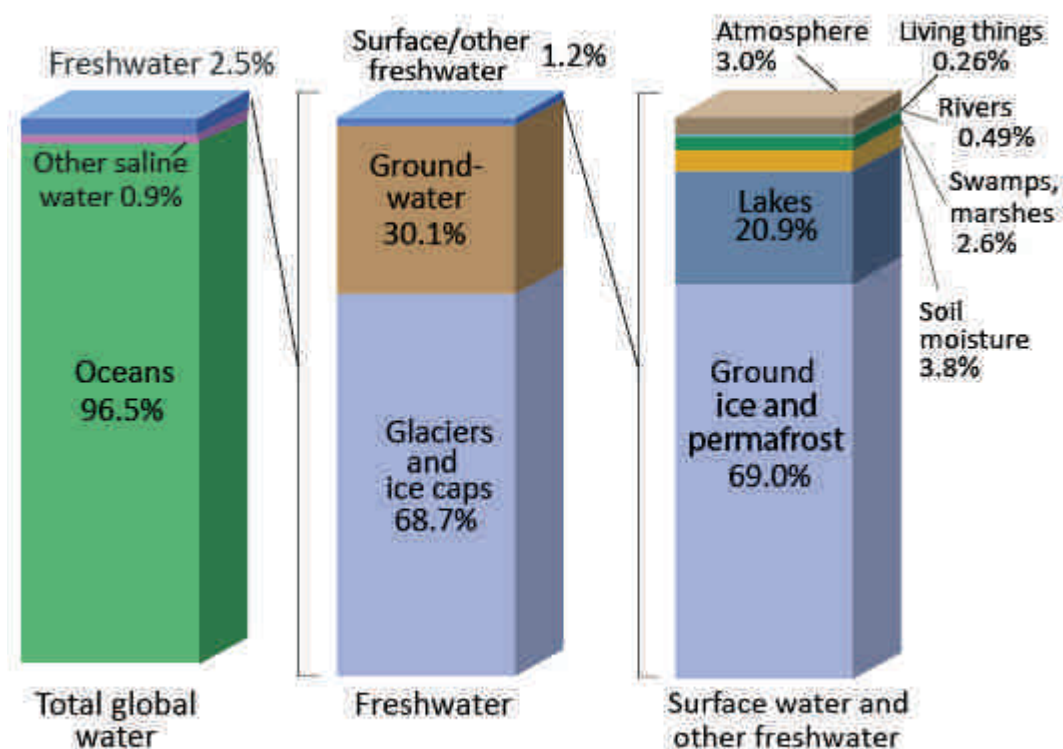 Freshwater 2.5%
Other saline
water 0.9%
Oceans
96.5%
Total global
water
Surface/other
freshwater 1.2%
Ground-
water
30.1%
Glaciers
and
ice caps
68.7%
Freshwater
Atmosphere
3.0%
Living things
0.26%
Rivers
0.49%
Swamps,
marshes
2.6%
Soil
moisture
3.8%
Lakes
20.9%
Ground
ice and
permafrost
69.0%
Surface water and
other freshwater